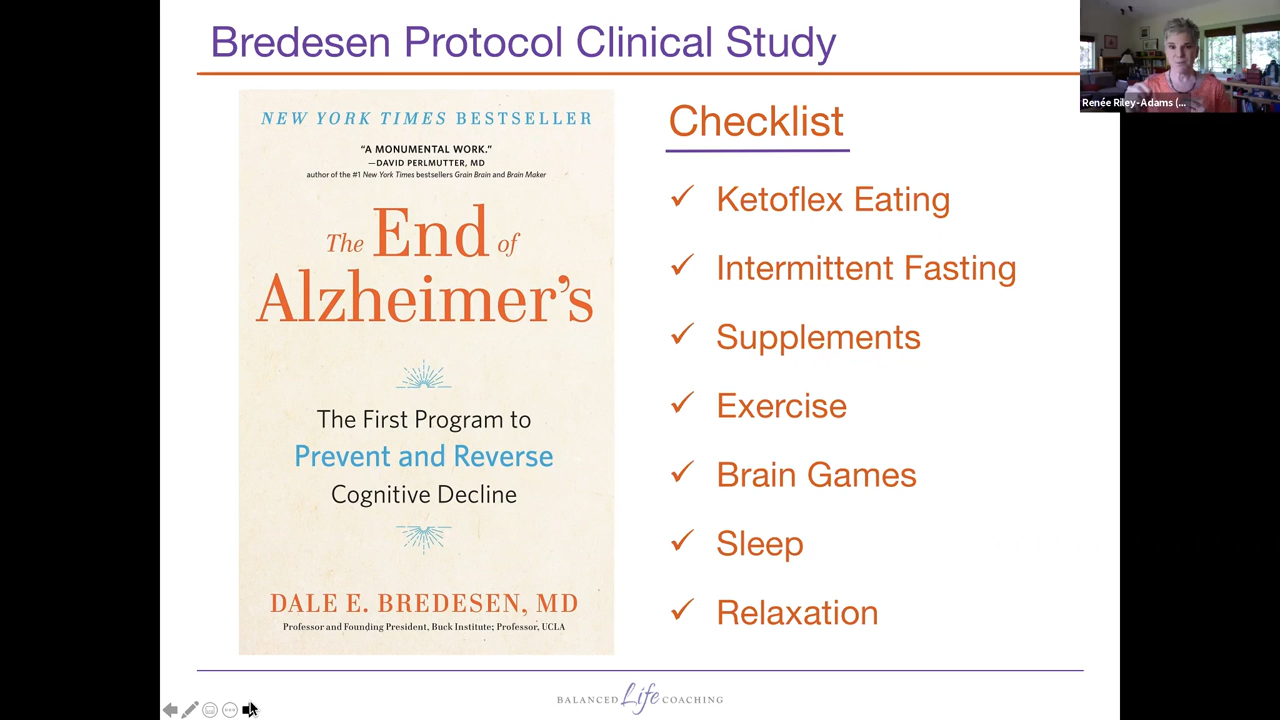 Bredesen Protocol Clinical Study
Renée Riley-Adams (...
NEW YORK TIMES BESTSELLER
“A MONUMENTAL WORK.”
—DAVID PERLMUTTER, MD
author of the #1 New York Times bestsellers Grain Brain and Brain Maker
The End of
Alzheimer’s
The First Program to
Prevent and Reverse
Cognitive Decline
DALE E. BREDESEN, MD
Professor and Founding President, Buck Institute; Professor, UCLA
Checklist
✓ Ketoflex Eating
✓ Intermittent Fasting
✓ Supplements
✓ Exercise
✓ Brain Games
✓ Sleep
✓ Relaxation
BALANCED Life COACHING